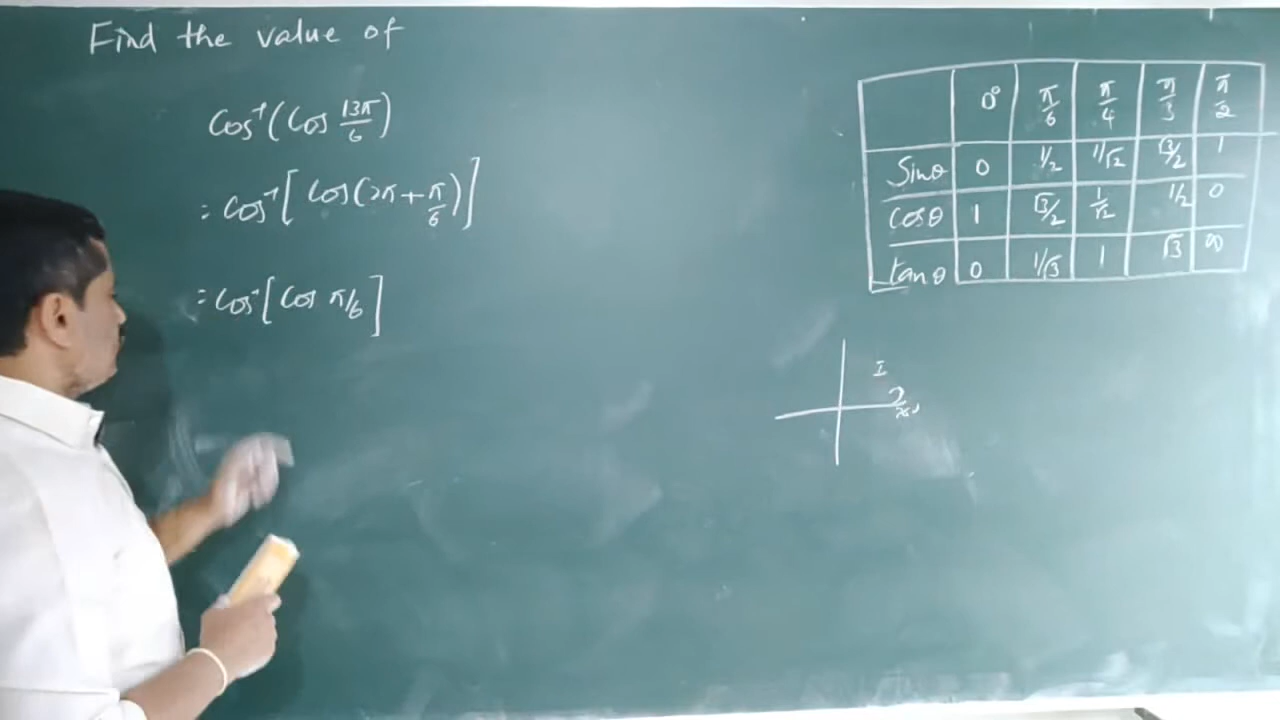 Find the value of
Cos⁻¹(Cos 13π/6)
= Cos⁻¹[Cos(2π + π/6)]
= Cos⁻¹[Cos π/6]
0° π/6 π/4 π/3 π/2
Sinθ 0 1/2 1/√2 √3/2 1
Cosθ 1 √3/2 1/√2 1/2 0
tanθ 0 1/√3 1 √3 ∞
I